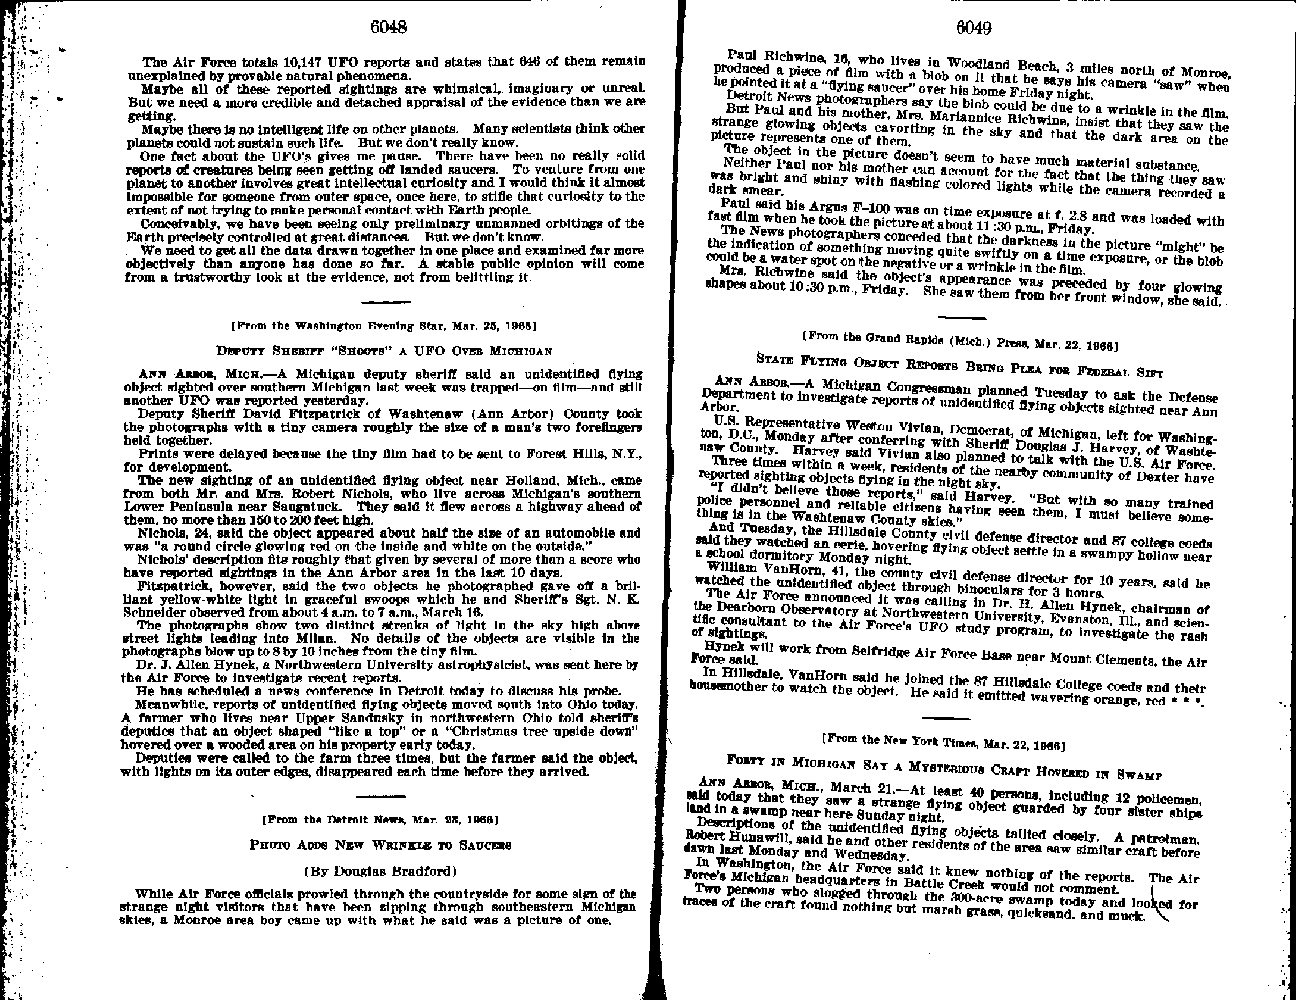 6048
The Air Force totals 10,147 UFO reports and states that 646 of them remain
unexplained by provable natural phenomena.
Maybe all of these reported sightings are whimsical, imaginary or unreal.
But we need a more credible and detached appraisal of the evidence than we are
getting.
Maybe there is no intelligent life on other planets. Many scientists think other
planets could not sustain such life. But we don't really know.
One fact about the UFO's gives me pause. There have been no really solid
reports of creatures being seen getting off landed saucers. To venture from one
planet to another involves great intellectual curiosity and I would think it almost
impossible for someone from outer space, once here, to stifle that curiosity to the
extent of not trying to make personal contact with Earth people.
Conceivably, we have been seeing only preliminary unmanned orbitings of the
Earth precisely controlled at great distances. But we don't know.
We need to get all the data drawn together in one place and examined far more
objectively than anyone has done so far. A stable public opinion will come
from a trustworthy look at the evidence, not from belittling it.
[From the Washington Evening Star, Mar. 25, 1966]
DEPUTY SHERIFF "SHOOTS" A UFO OVER MICHIGAN
ANN ARBOR, MICH.—A Michigan deputy sheriff said an unidentified flying
object sighted over southern Michigan last week was trapped—on film—and still
another UFO was reported yesterday.
Deputy Sheriff David Fitzpatrick of Washtenaw (Ann Arbor) County took
the photographs with a tiny camera roughly the size of a man's two forefingers
held together.
Prints were delayed because the tiny film had to be sent to Forest Hills, N.Y.,
for development.
The new sighting of an unidentified flying object near Holland, Mich., came
from both Mr. and Mrs. Robert Nichols, who live across Michigan's southern
Lower Peninsula near Saugatuck. They said it flew across a highway ahead of
them, no more than 150 to 200 feet high.
Nichols, 24, said the object appeared about half the size of an automobile and
was "a round circle glowing red on the inside and white on the outside."
Nichols' description fits roughly that given by several of more than a score who
have reported sightings in the Ann Arbor area in the last 10 days.
Fitzpatrick, however, said the two objects he photographed gave off a bril-
liant yellow-white light in graceful swoops which he and Sheriff's Sgt. N. K.
Schneider observed from about 4 a.m. to 7 a.m., March 16.
The photographs show two distinct streaks of light in the sky high above
street lights leading into Milan. No details of the objects are visible in the
photographs blow up to 8 by 10 inches from the tiny film.
Dr. J. Allen Hynek, a Northwestern University astrophysicist, was sent here by
the Air Force to investigate recent reports.
He has scheduled a news conference in Detroit today to discuss his probe.
Meanwhile, reports of unidentified flying objects moved south into Ohio today.
A farmer who lives near Upper Sandusky in northwestern Ohio told sheriff's
deputies that an object shaped "like a top" or a "Christmas tree upside down"
hovered over a wooded area on his property early today.
Deputies were called to the farm three times, but the farmer said the object,
with lights on its outer edges, disappeared each time before they arrived.
[From the Detroit News, Mar. 23, 1966]
PHOTO ADDS NEW WRINKLE TO SAUCERS
(By Douglas Bradford)
While Air Force officials prowled through the countryside for some sign of the
strange night visitors that have been zipping through southeastern Michigan
skies, a Monroe area boy came up with what he said was a picture of one.
6049
Paul Richwine, 16, who lives in Woodland Beach, 3 miles north of Monroe,
produced a piece of film with a blob on it that he says his camera "saw" when
he pointed it at a "flying saucer" over his home Friday night.
Detroit News photographers say the blob could be due to a wrinkle in the film.
But Paul and his mother, Mrs. Mariannice Richwine, insist that they saw the
strange glowing objects cavorting in the sky and that the dark area on the
picture represents one of them.
The object in the picture doesn't seem to have much material substance.
Neither Paul nor his mother can account for the fact that the thing they saw
was bright and shiny with flashing colored lights while the camera recorded a
dark smear.
Paul said his Argus F-100 was on time exposure at f. 2.8 and was loaded with
fast film when he took the picture at about 11:30 p.m., Friday.
The News photographers conceded that the darkness in the picture "might" be
the indication of something moving quite swiftly on a time exposure, or the blob
could be a water spot on the negative or a wrinkle in the film.
Mrs. Richwine said the object's appearance was preceded by four glowing
shapes about 10:30 p.m., Friday. She saw them from her front window, she said.
[From the Grand Rapids (Mich.) Press, Mar. 22, 1966]
STATE FLYING OBJECT REPORTS BRING PLEA FOR FEDERAL SIFT
ANN ARBOR.—A Michigan Congressman planned Tuesday to ask the Defense
Department to investigate reports of unidentified flying objects sighted near Ann
Arbor.
U.S. Representative Weston Vivian, Democrat, of Michigan, left for Washing-
ton, D.C., Monday after conferring with Sheriff Douglas J. Harvey, of Washte-
naw County. Harvey said Vivian also planned to talk with the U.S. Air Force.
Three times within a week, residents of the nearby community of Dexter have
reported sighting objects flying in the night sky.
"I didn't believe those reports," said Harvey. "But with so many trained
police personnel and reliable citizens having seen them, I must believe some-
thing is in the Washtenaw County skies."
And Tuesday, the Hillsdale County civil defense director and 87 college coeds
said they watched an eerie, hovering flying object settle in a swampy hollow near
a school dormitory Monday night.
William VanHorn, 41, the county civil defense director for 10 years, said he
watched the unidentified object through binoculars for 3 hours.
The Air Force announced it was calling in Dr. H. Allen Hynek, chairman of
the Dearborn Observatory at Northwestern University, Evanston, Ill., and scien-
tific consultant to the Air Force's UFO study program, to investigate the rash
of sightings.
Hynek will work from Selfridge Air Force Base near Mount Clements, the Air
Force said.
In Hillsdale, VanHorn said he joined the 87 Hillsdale College coeds and their
housemother to watch the object. He said it emitted wavering orange, red * * *.
[From the New York Times, Mar. 22, 1966]
FORTY IN MICHIGAN SAY A MYSTERIOUS CRAFT HOVERED IN SWAMP
ANN ARBOR, MICH., March 21.—At least 40 persons, including 12 policemen,
said today that they saw a strange flying object guarded by four sister ships
land in a swamp near here Sunday night.
Descriptions of the unidentified flying objects tallied closely. A patrolman,
Robert Hunawill, said he and other residents of the area saw similar craft before
dawn last Monday and Wednesday.
In Washington, the Air Force said it knew nothing of the reports. The Air
Force's Michigan headquarters in Battle Creek would not comment.
Two persons who slogged through the 300-acre swamp today and looked for
traces of the craft found nothing but marsh grass, quicksand, and muck.